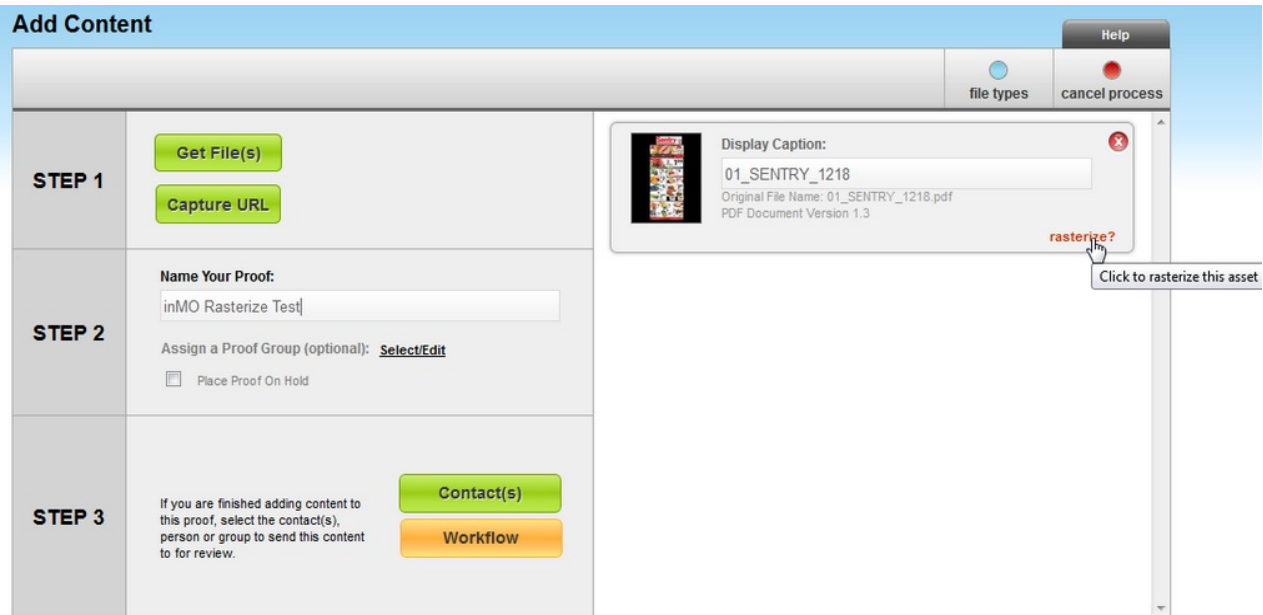 Add Content
Help
file types
cancel process
STEP 1
Get File(s)
Capture URL
Display Caption:
01_SENTRY_1218
Original File Name: 01_SENTRY_1218.pdf
PDF Document Version 1.3
rasterize?
Click to rasterize this asset
STEP 2
Name Your Proof:
inMO Rasterize Test
Assign a Proof Group (optional): Select/Edit
Place Proof On Hold
STEP 3
If you are finished adding content to
this proof, select the contact(s),
person or group to send this content
to for review.
Contact(s)
Workflow